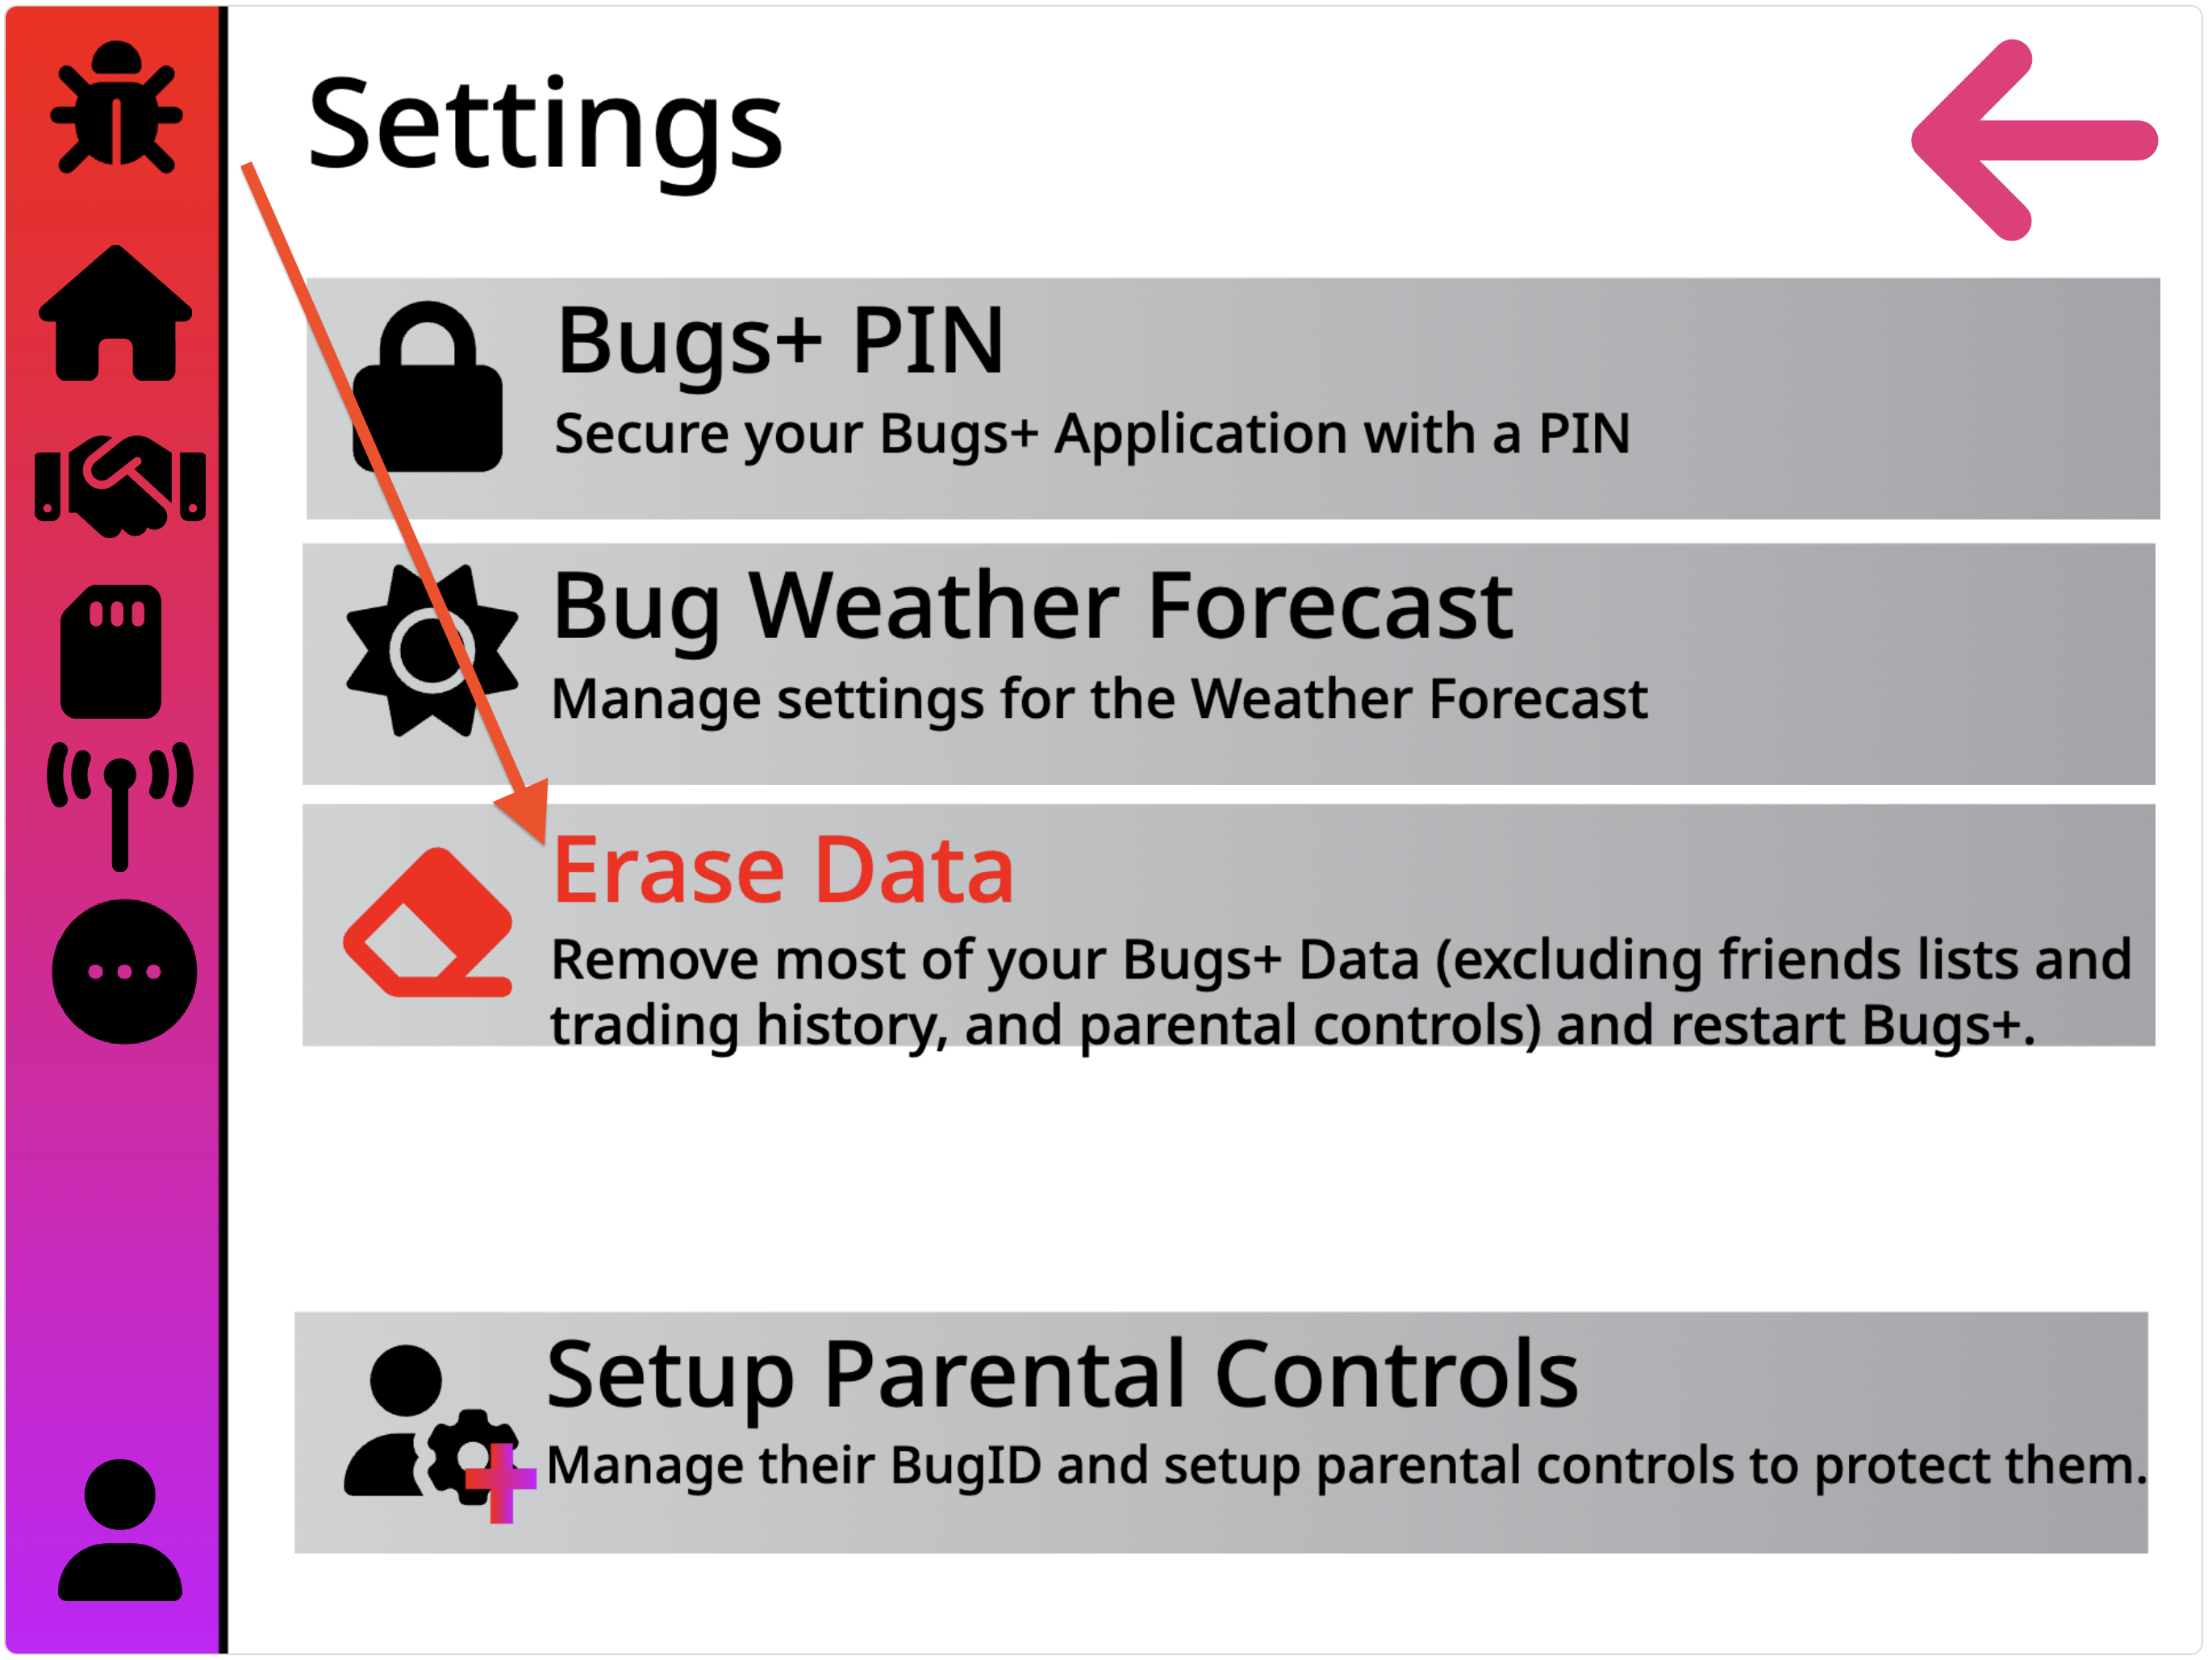 Settings
Bugs+ PIN
Secure your Bugs+ Application with a PIN
Bug Weather Forecast
Manage settings for the Weather Forecast
Erase Data
Remove most of your Bugs+ Data (excluding friends lists and
trading history, and parental controls) and restart Bugs+.
Setup Parental Controls
Manage their BugID and setup parental controls to protect them.